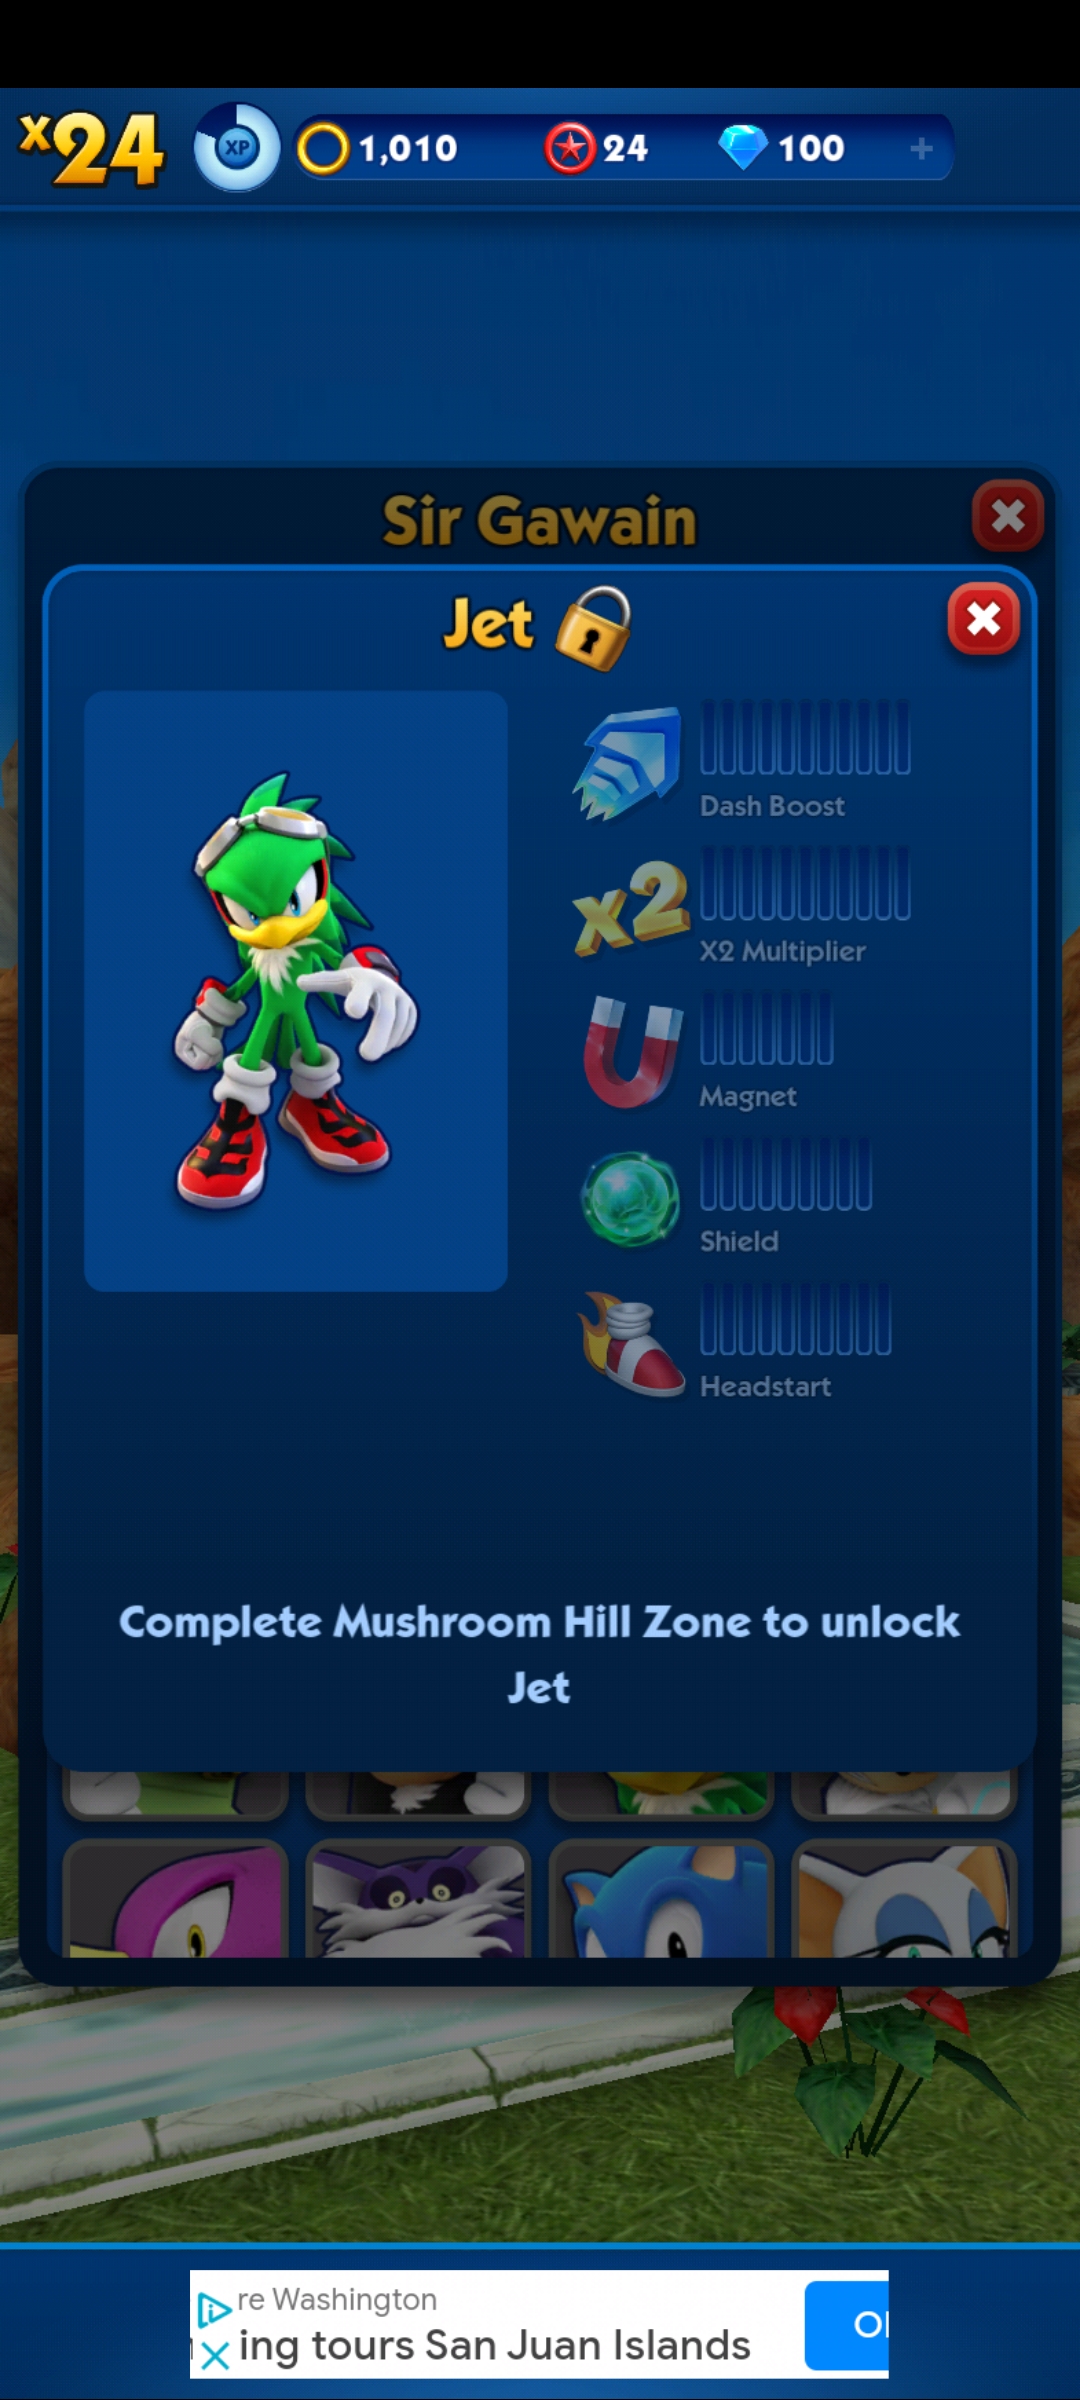 x24 XP 1,010 24 100 +
Sir Gawain
Jet
Dash Boost
x2
X2 Multiplier
Magnet
Shield
Headstart
Complete Mushroom Hill Zone to unlock
Jet
re Washington
ing tours San Juan Islands